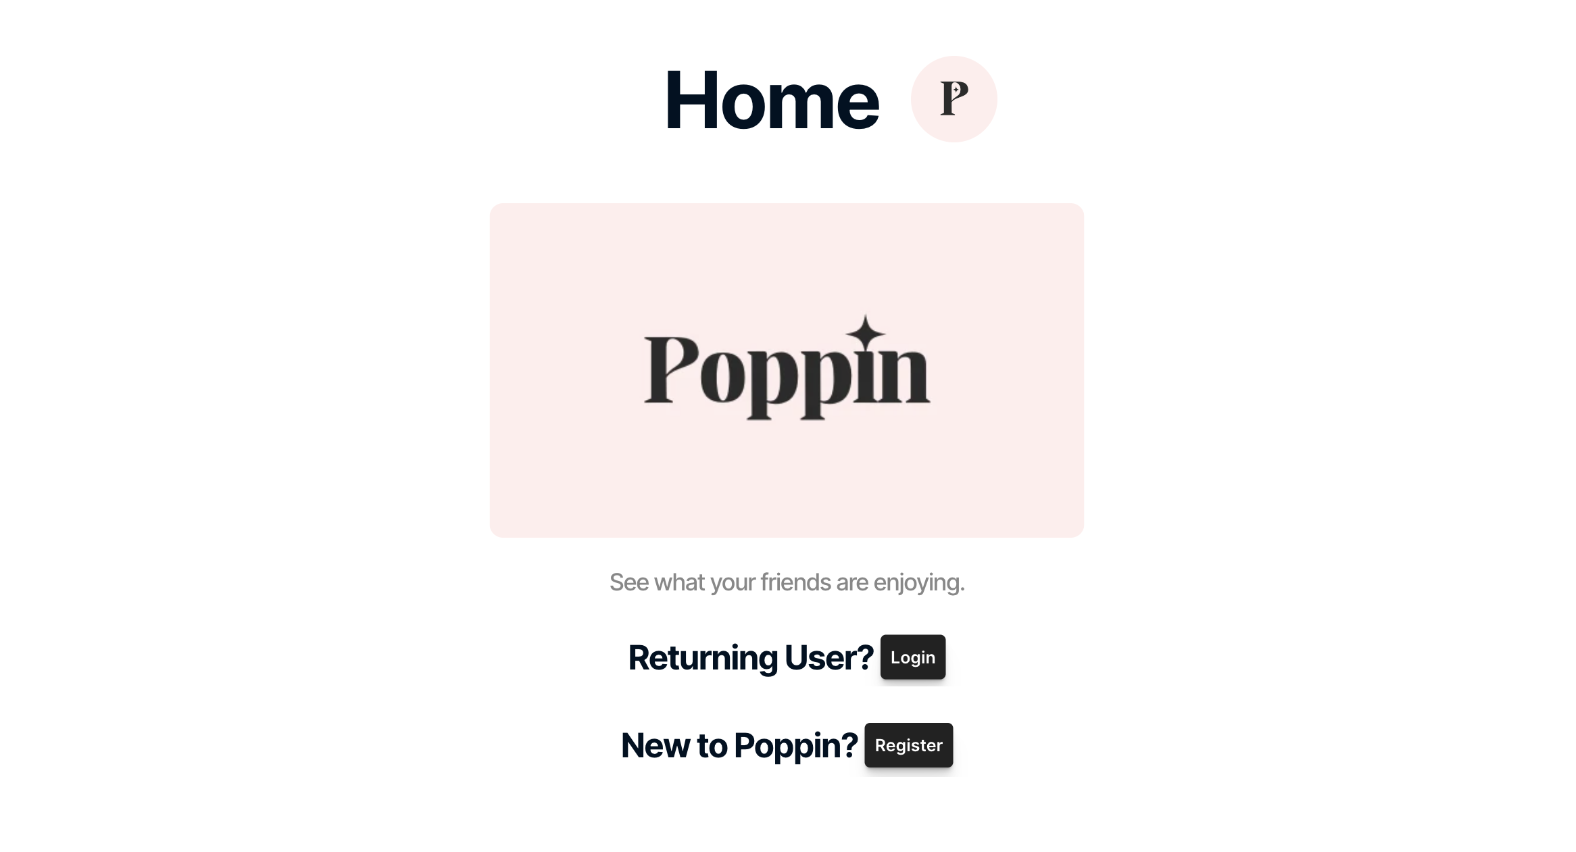 Home P
Poppin
See what your friends are enjoying.
Returning User? Login
New to Poppin? Register